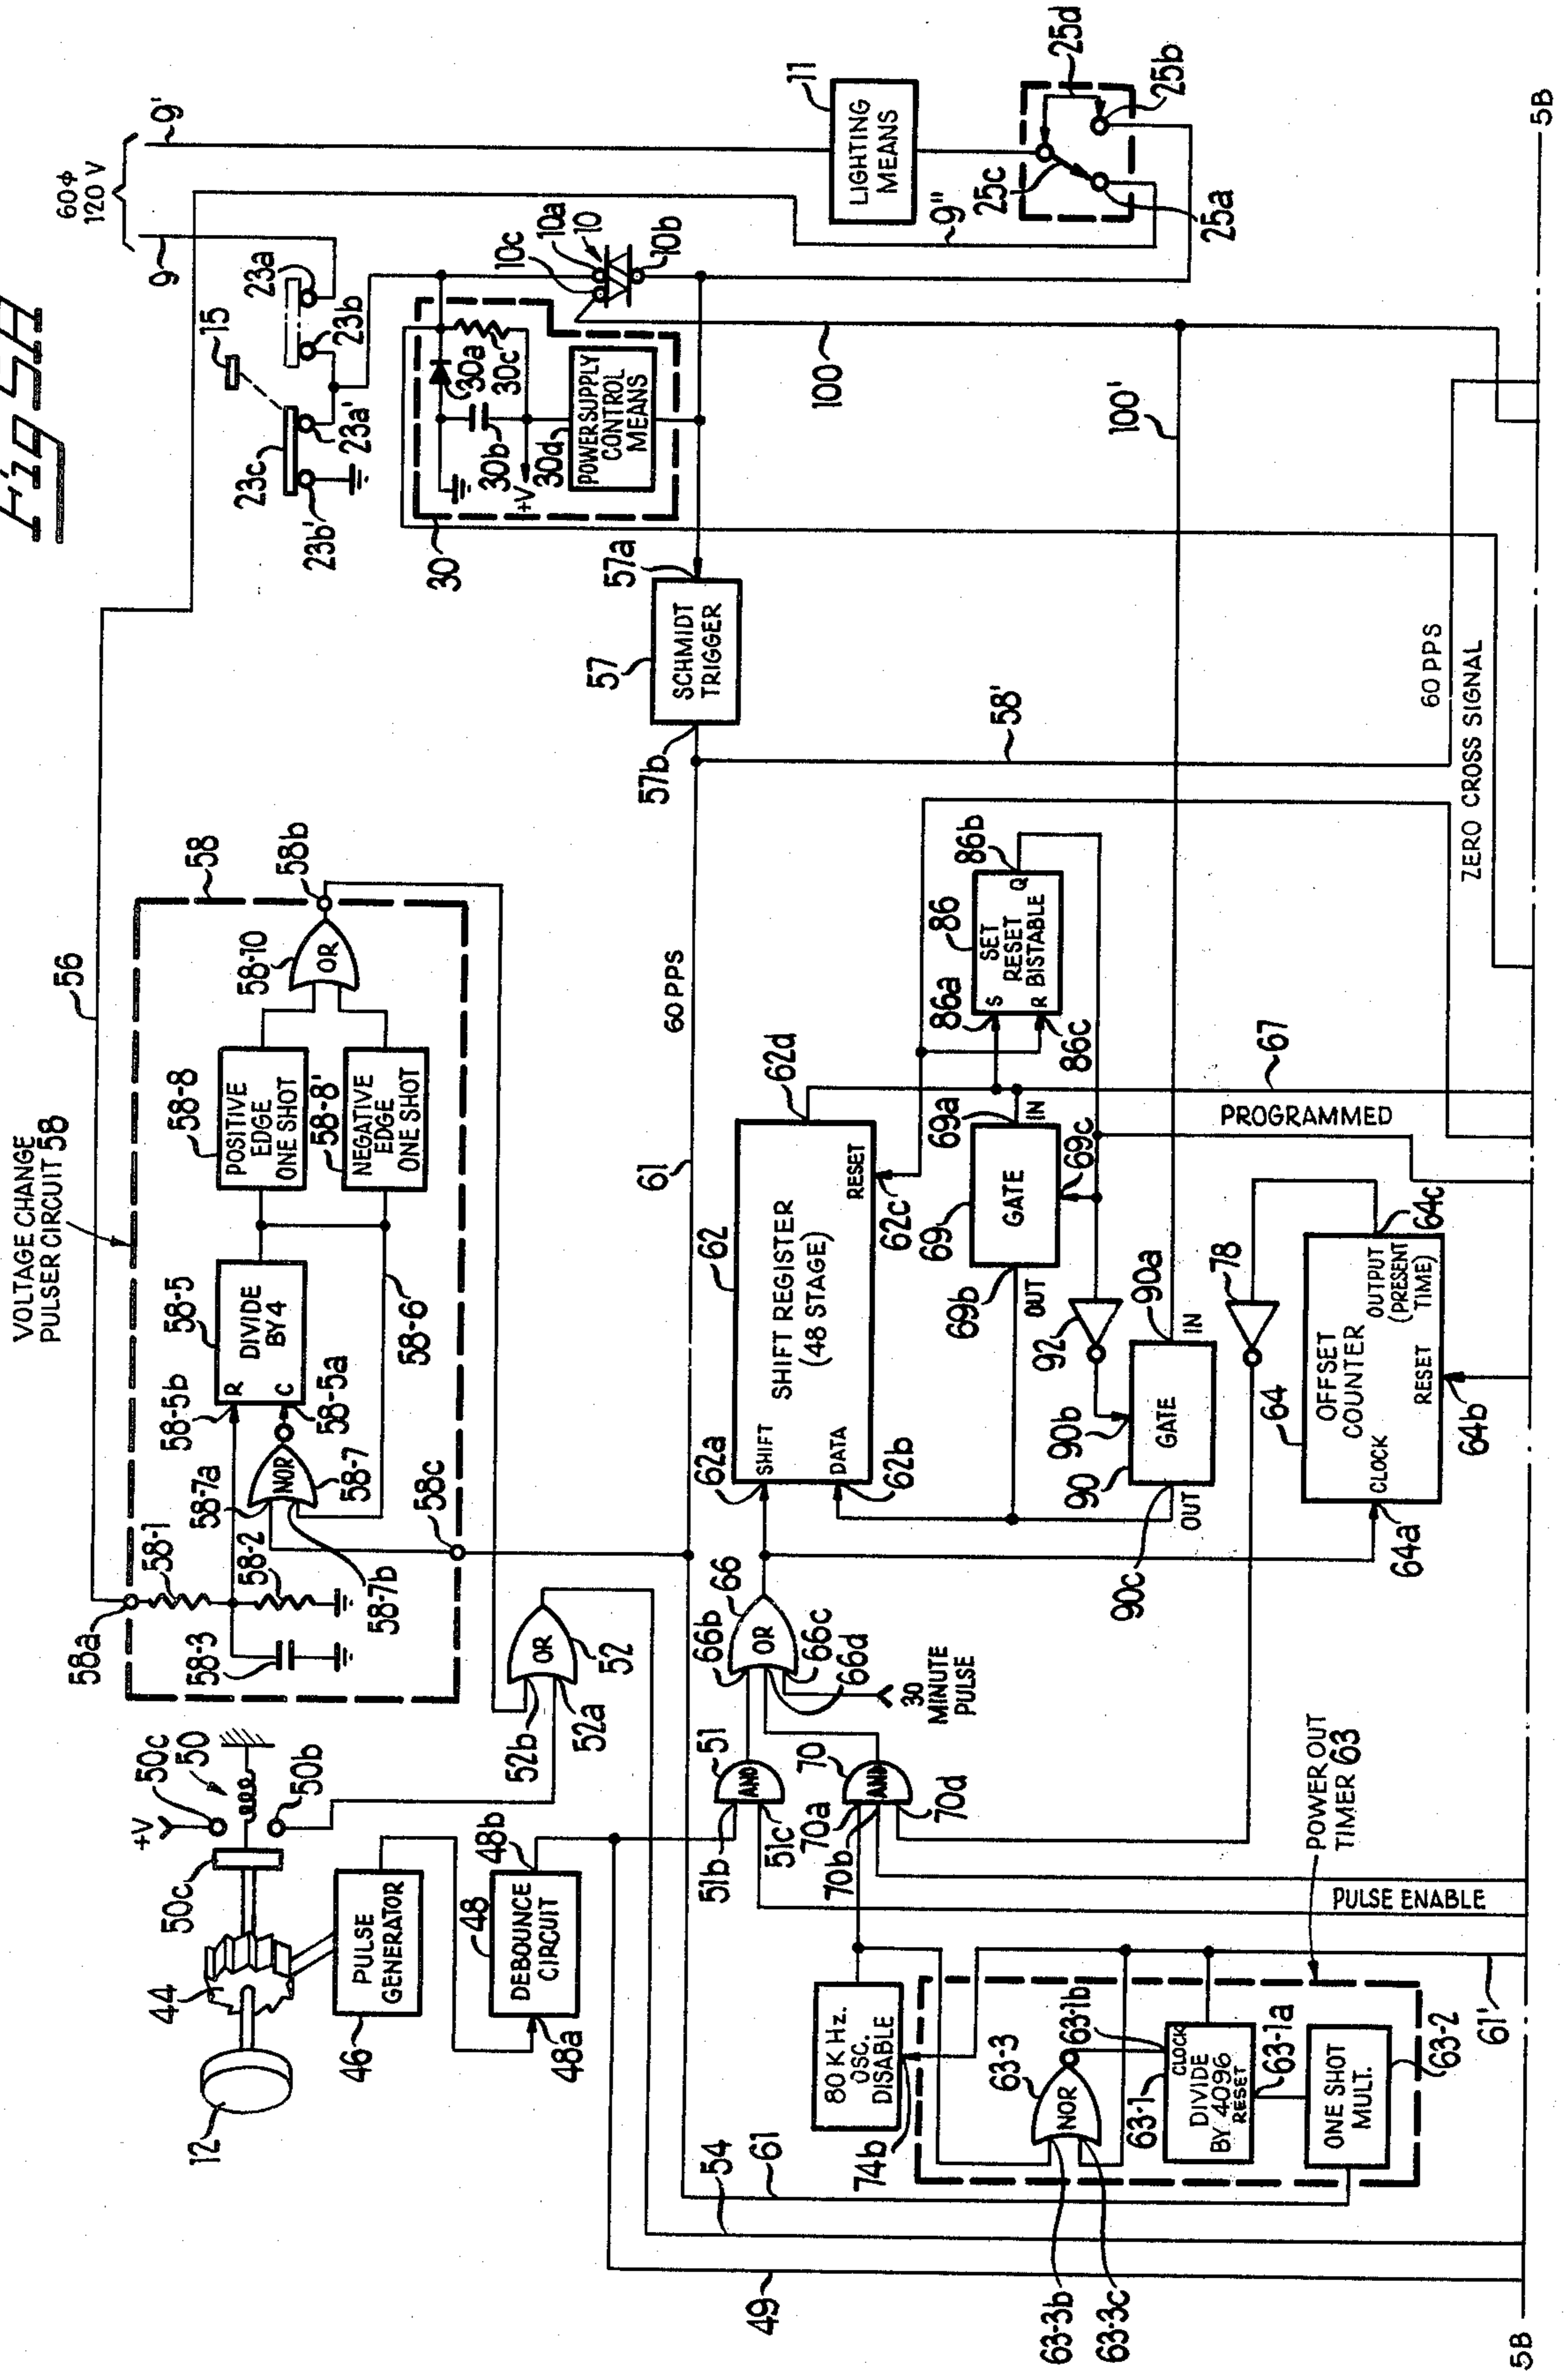 Fig 5A
60ϕ
120 V
9
9'
15
23a
23b
23c
23a'
23b'
30
30a
30b
30c
+V
30d
POWER SUPPLY
CONTROL
MEANS
10c
10a
10
10b
11
LIGHTING
MEANS
9"
25c
25d
25b
25a
100
100'
57
57a
SCHMIDT
TRIGGER
57b
58'
60 PPS
ZERO CROSS SIGNAL
5B
56
VOLTAGE CHANGE
PULSER CIRCUIT 58
58
58a
58-1
58-2
58-3
58-5b
58-5
R
C
DIVIDE
BY 4
58-5a
58-7a
NOR
58-7
58-7b
58c
58-6
58-8
POSITIVE
EDGE
ONE SHOT
58-8'
NEGATIVE
EDGE
ONE SHOT
58-10
OR
58b
12
44
50c
+V
50c
50
50b
46
PULSE
GENERATOR
48
DEBOUNCE
CIRCUIT
48a
48b
52b
OR
52
52a
61
60 PPS
51b
AND
51
51c
66b
OR
66
66c
66d
30
MINUTE
PULSE
70
70a
AND
70b
70d
62a
SHIFT
62
SHIFT REGISTER
(48 STAGE)
DATA
62b
RESET
62c
62d
86
86a
S
SET
RESET
BISTABLE
Q
86b
R
86c
69
GATE
69a
IN
69b
OUT
69c
67
PROGRAMMED
92
90
90b
GATE
90a
IN
OUT
90c
78
64
OFFSET
COUNTER
CLOCK
64a
OUTPUT
(PRESENT
TIME)
64c
RESET
64b
PULSE ENABLE
POWER OUT
TIMER 63
80 K Hz.
OSC.
DISABLE
74b
63-3
NOR
63-3b
63-3c
63-1b
63-1
CLOCK
DIVIDE
BY 4096
RESET
63-1a
ONE SHOT
MULT.
63-2
61'
61
54
49
5B